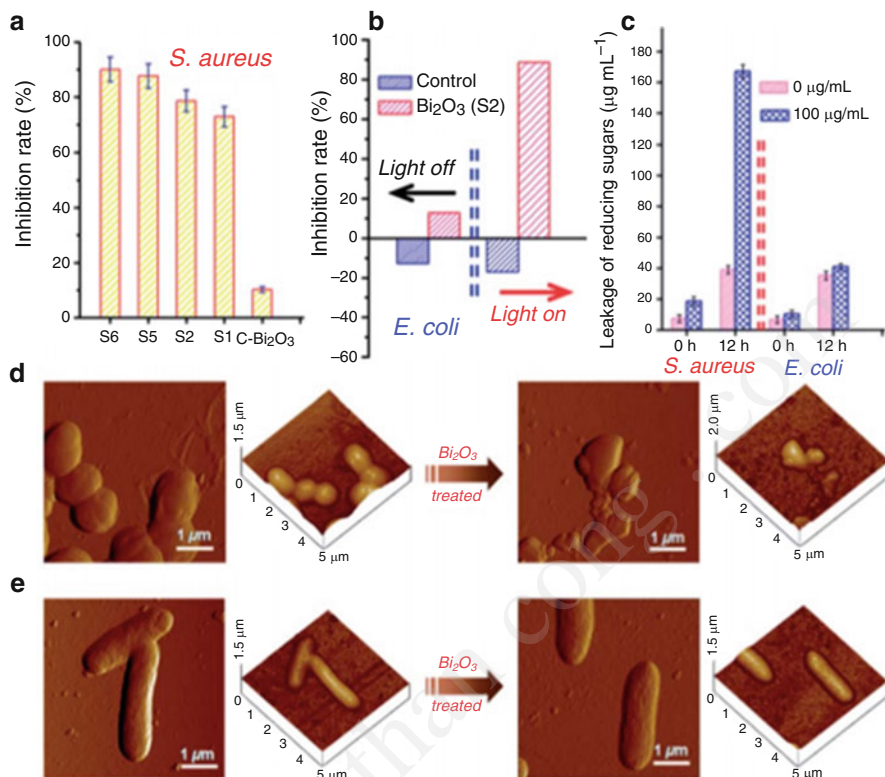 a
S. aureus
Inhibition rate (%)
100
80
60
40
20
0
S6 S5 S2 S1 C-Bi₂O₃
b
Inhibition rate (%)
100
80
60
40
20
0
−20
−40
−60
Control
Bi₂O₃ (S2)
Light off
E. coli
Light on
c
Leakage of reducing sugars (μg mL⁻¹)
180
160
140
120
100
80
60
40
20
0
0 μg/mL
100 μg/mL
0 h 12 h 0 h 12 h
S. aureus E. coli
d
1 μm
1.5 μm
0
1
2
3
4
5 μm
Bi₂O₃
treated
1 μm
2.0 μm
0
1
2
3
4
5 μm
e
1 μm
1.5 μm
0
1
2
3
4
5 μm
Bi₂O₃
treated
1 μm
1.5 μm
0
1
2
3
4
5 μm
than cong . com